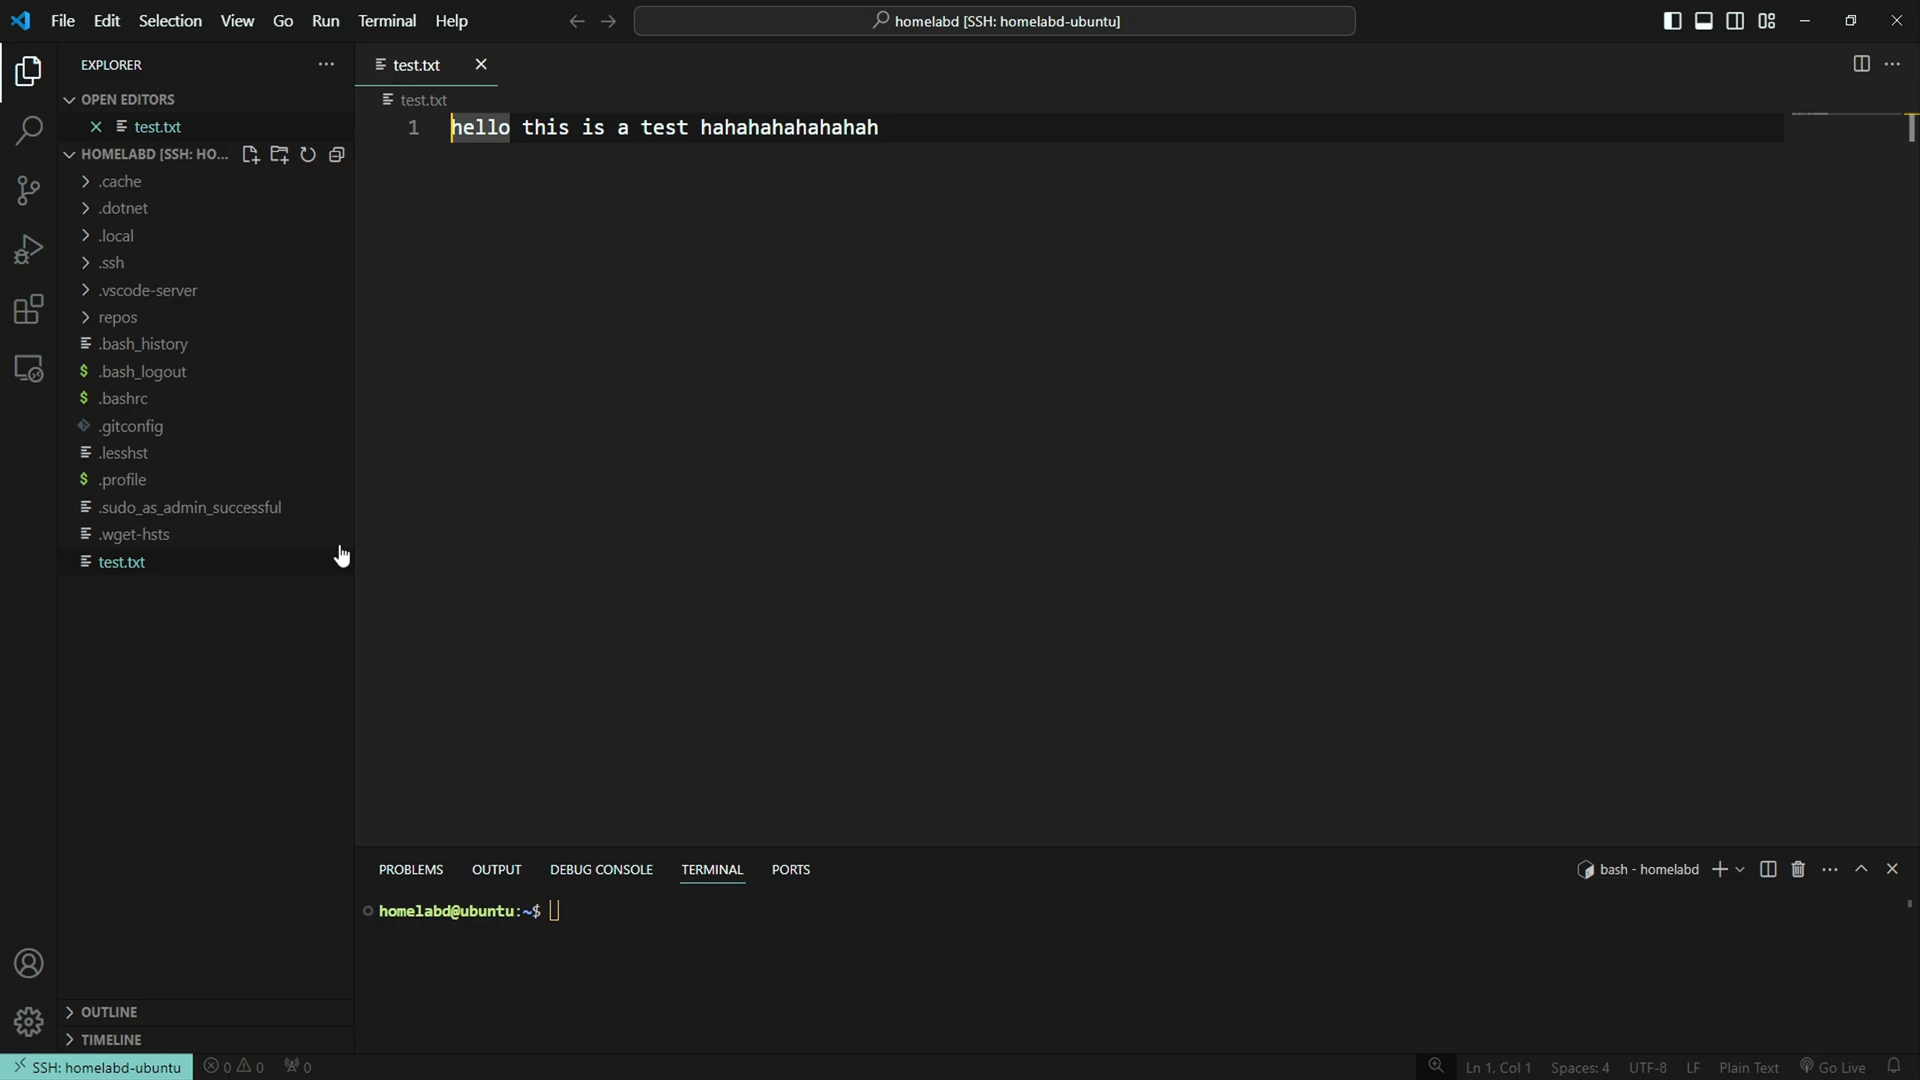 File Edit Selection View Go Run Terminal Help
homelabd [SSH: homelabd-ubuntu]
EXPLORER
OPEN EDITORS
test.txt
HOMELABD [SSH: HO...
.cache
.dotnet
.local
.ssh
.vscode-server
repos
.bash_history
.bash_logout
.bashrc
.gitconfig
.lesshst
.profile
.sudo_as_admin_successful
.wget-hsts
test.txt
OUTLINE
TIMELINE
test.txt
test.txt
1 hello this is a test hahahahahahahah
PROBLEMS OUTPUT DEBUG CONSOLE TERMINAL PORTS
bash - homelabd
homelabd@ubuntu:~$
SSH: homelabd-ubuntu 0 0 0
Ln 1, Col 1 Spaces: 4 UTF-8 LF Plain Text Go Live